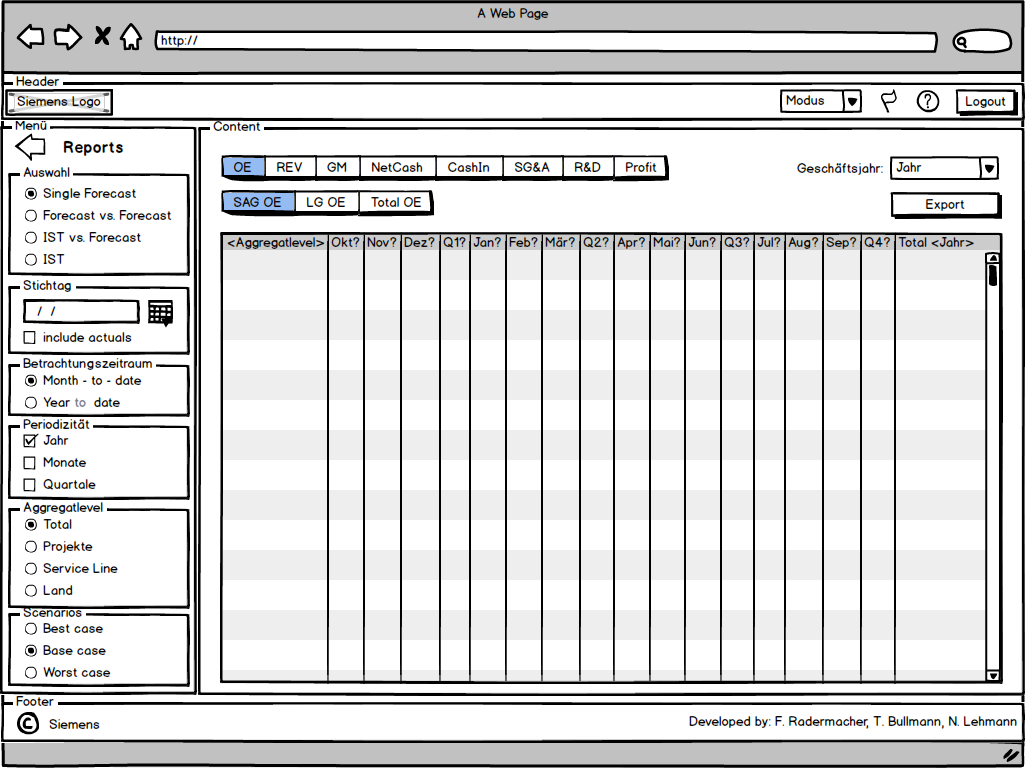 A Web Page
http://
Header
Siemens Logo
Modus
?
Logout
Menü
Reports
Auswahl
Single Forecast
Forecast vs. Forecast
IST vs. Forecast
IST
Stichtag
/ /
include actuals
Betrachtungszeitraum
Month - to - date
Year to date
Periodizität
Jahr
Monate
Quartale
Aggregatlevel
Total
Projekte
Service Line
Land
Scenarios
Best case
Base case
Worst case
Content
OE REV GM NetCash CashIn SG&A R&D Profit
Geschäftsjahr: Jahr
SAG OE LG OE Total OE
Export
<Aggregatlevel> Okt? Nov? Dez? Q1? Jan? Feb? Mär? Q2? Apr? Mai? Jun? Q3? Jul? Aug? Sep? Q4? Total <Jahr>
Footer
© Siemens
Developed by: F. Radermacher, T. Bullmann, N. Lehmann